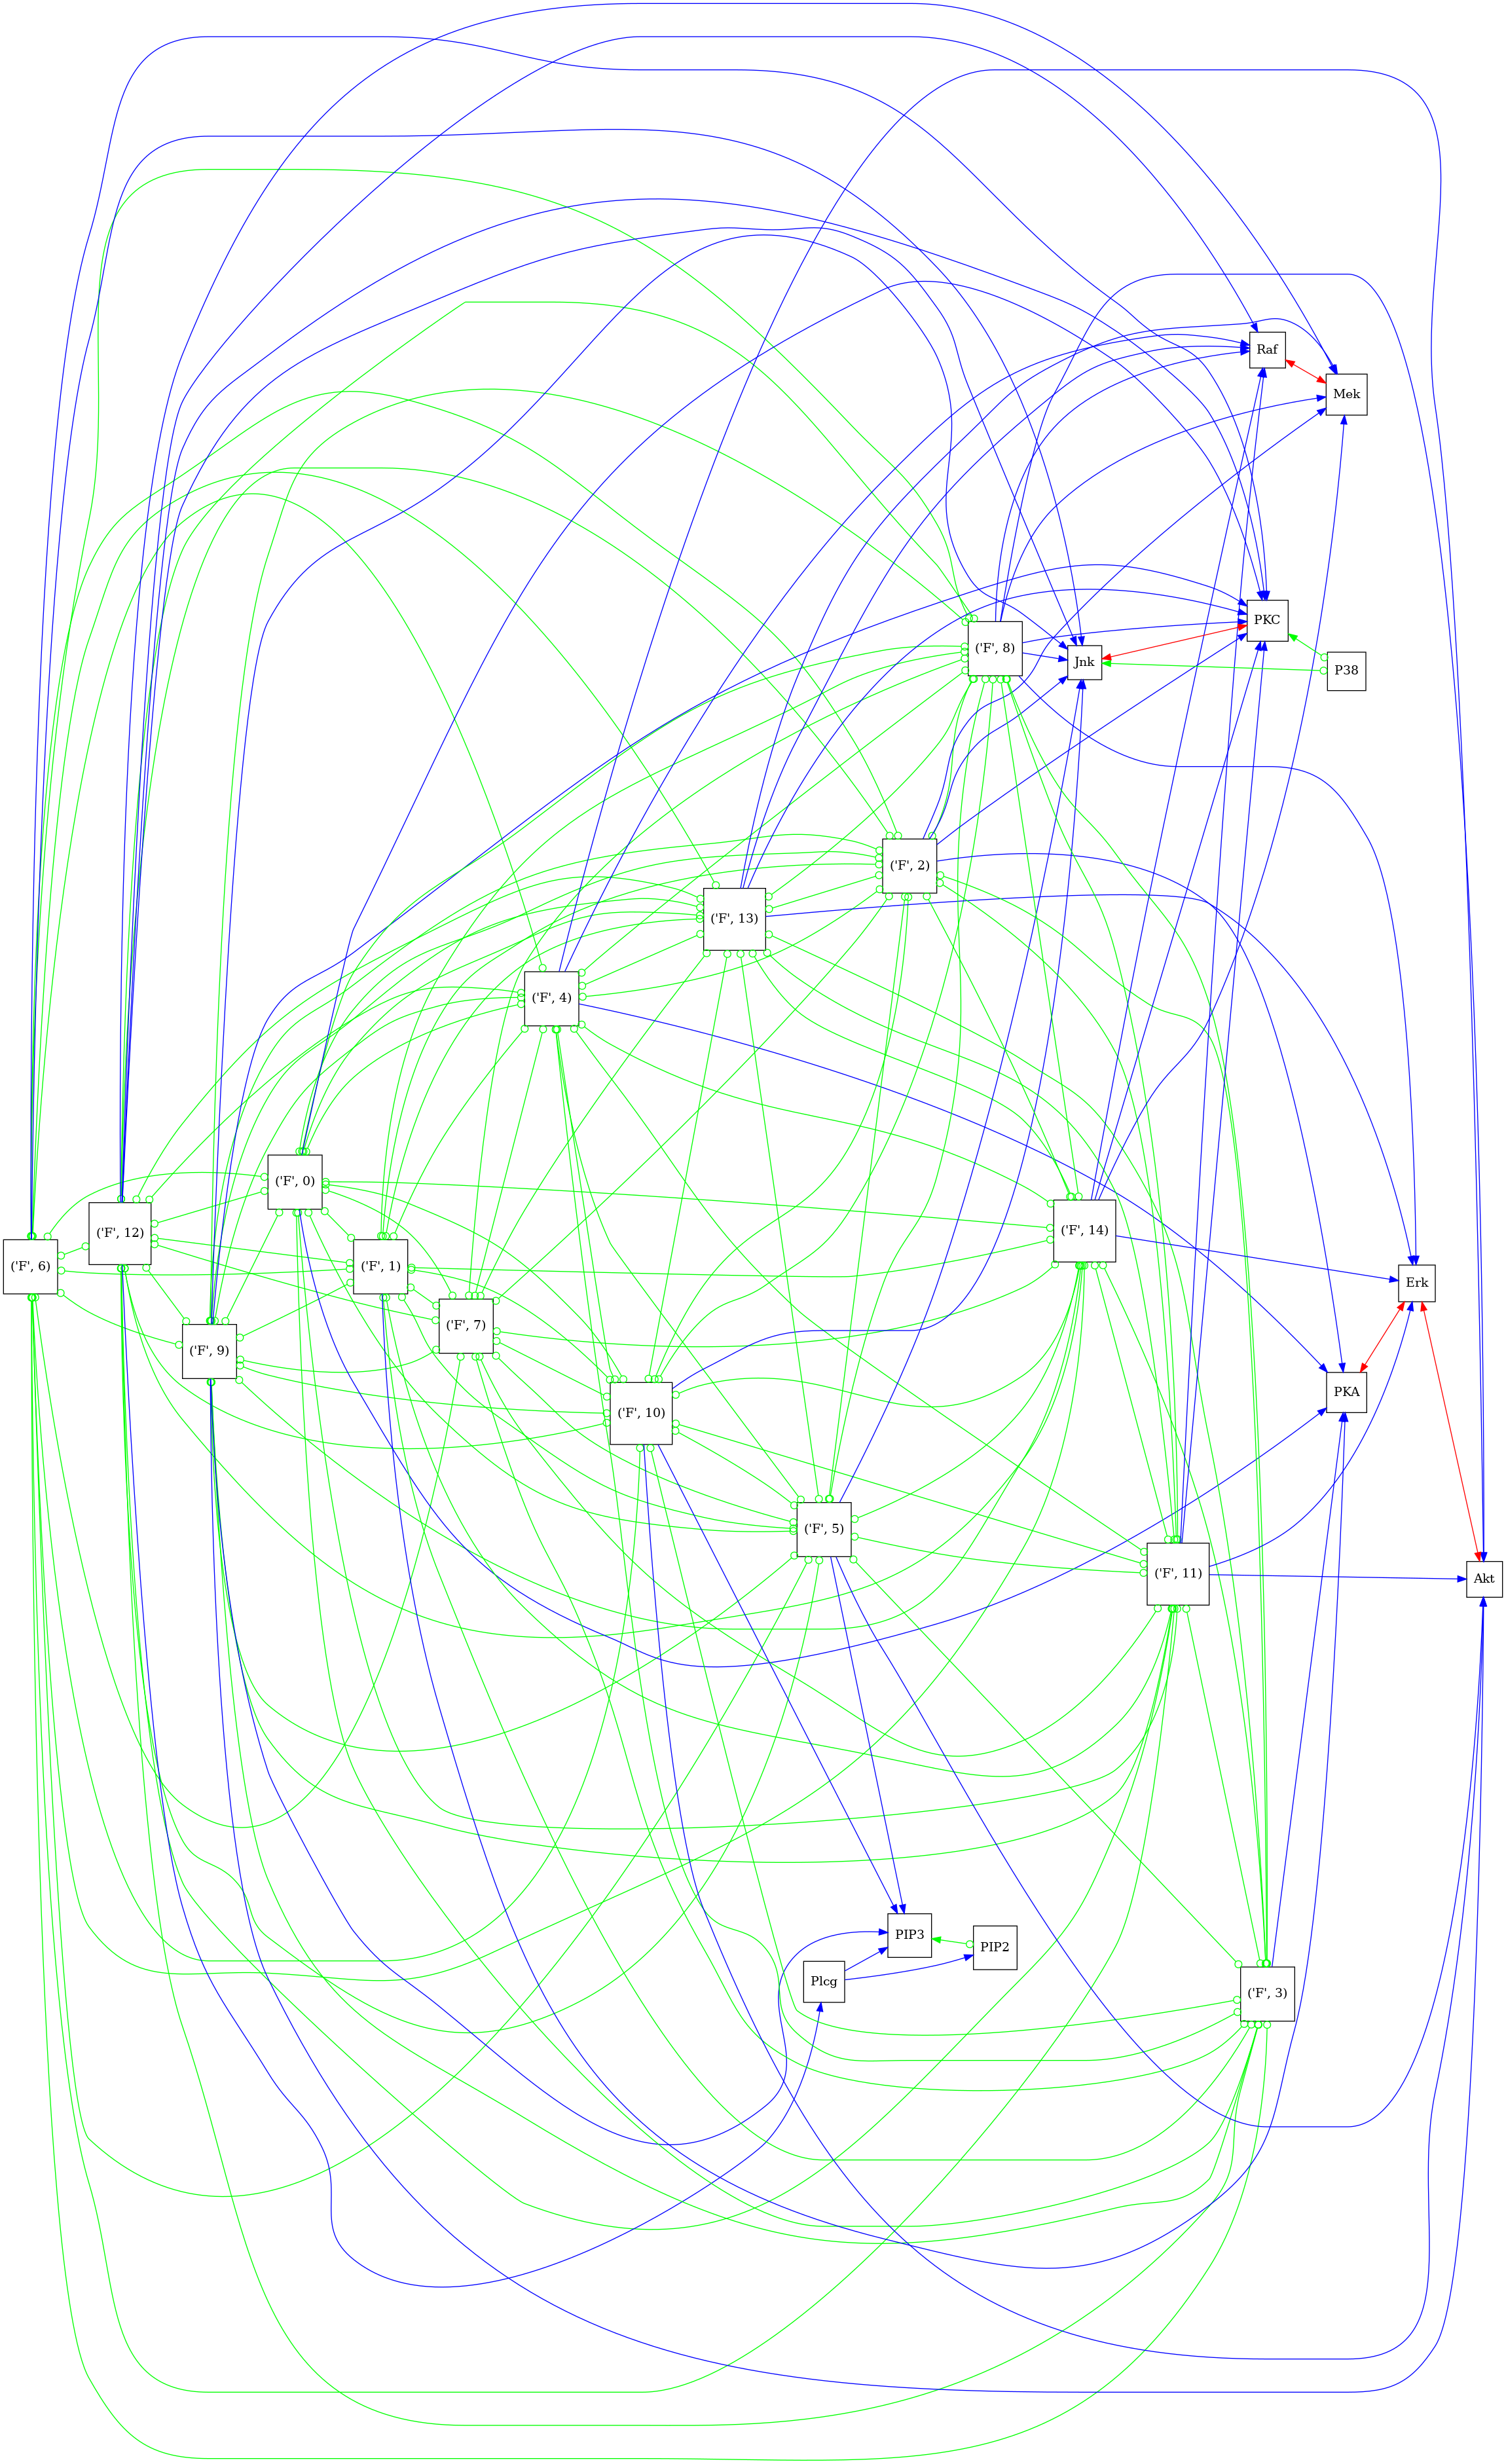 Raf
Mek
PKC
('F', 8)
Jnk
P38
('F', 2)
('F', 13)
('F', 4)
('F', 0)
('F', 12)
('F', 14)
('F', 6)
('F', 1)
Erk
('F', 7)
('F', 9)
PKA
('F', 10)
('F', 5)
('F', 11)
Akt
PIP3
PIP2
Plcg
('F', 3)